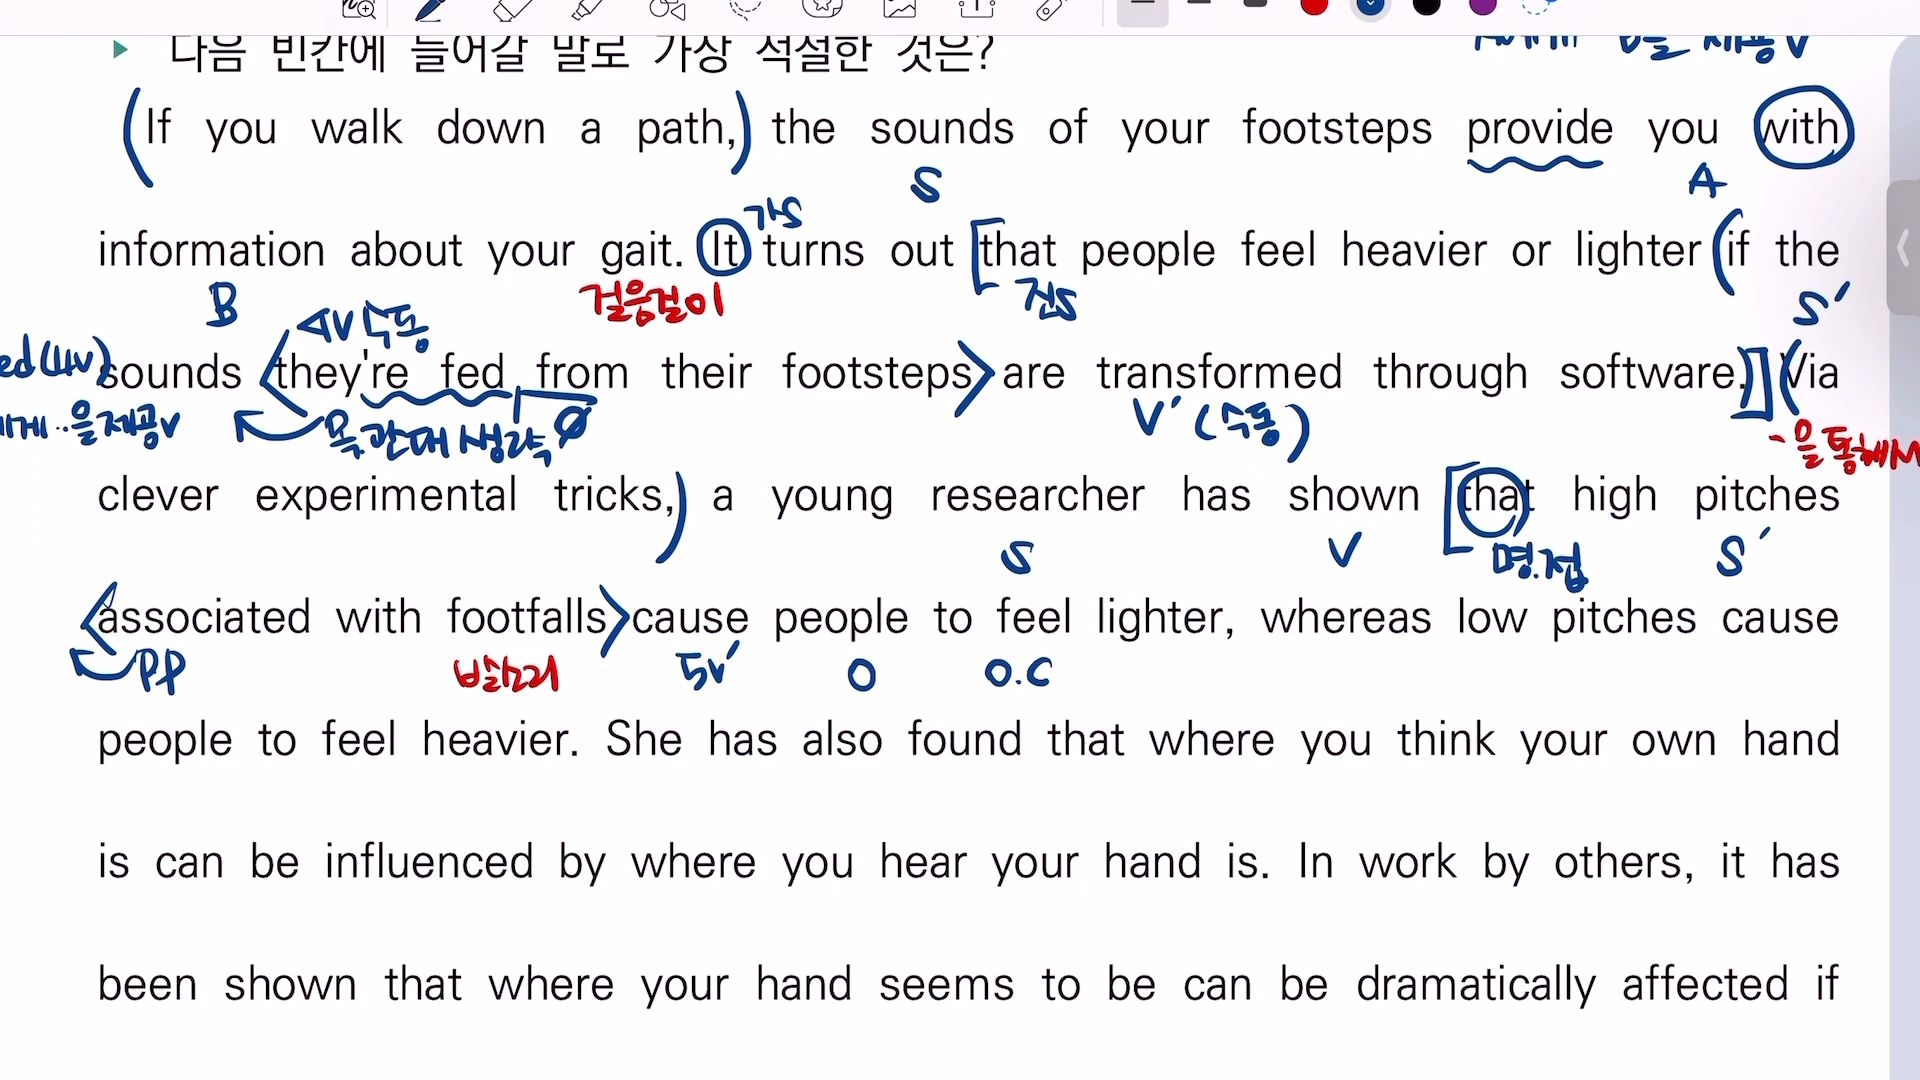 다음 빈칸에 들어갈 말로 가장 적절한 것은?
(If you walk down a path,) the sounds of your footsteps provide you with
S A
가S
information about your gait. It turns out [that people feel heavier or lighter (if the
B 걸음걸이 진S S′
4V 수동
sounds <they're fed from their footsteps> are transformed through software.] (Via
목.관대 생략 Ø V′ (수동) ~을 통해서
clever experimental tricks,) a young researcher has shown [that high pitches
S V 명.접 S′
<associated with footfalls> cause people to feel lighter, whereas low pitches cause
PP 발소리 5V′ O O.C
people to feel heavier. She has also found that where you think your own hand
is can be influenced by where you hear your hand is. In work by others, it has
been shown that where your hand seems to be can be dramatically affected if